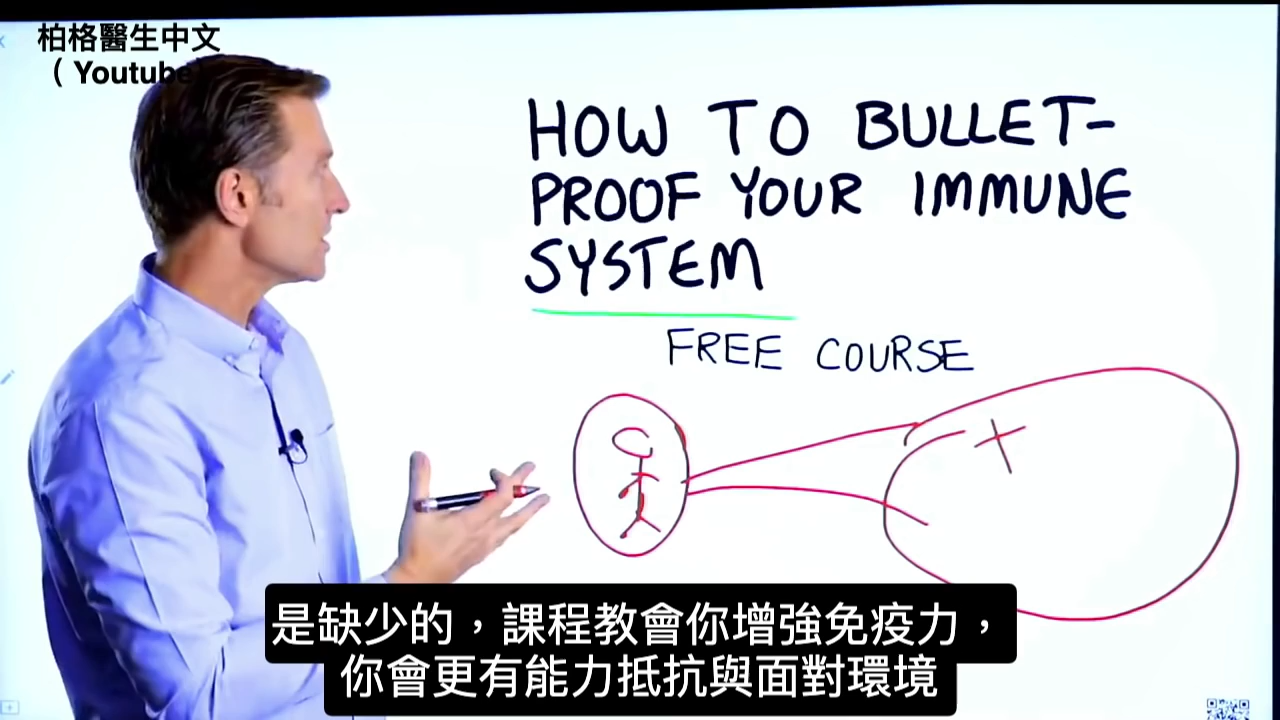 柏格醫生中文
（ Youtube）
HOW TO BULLET-
PROOF YOUR IMMUNE
SYSTEM
FREE COURSE
是缺少的，課程教會你增強免疫力，
你會更有能力抵抗與面對環境